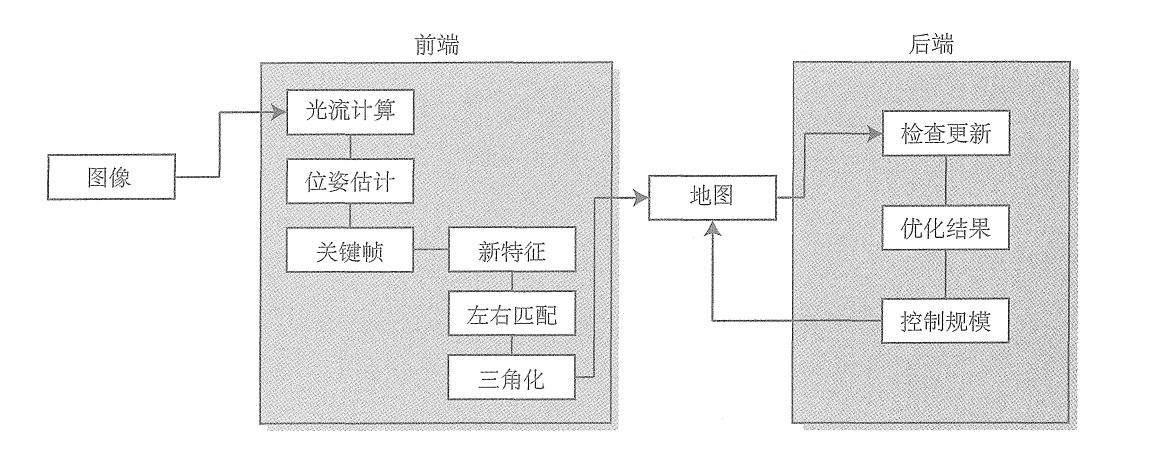 前端
后端
图像
光流计算
位姿估计
关键帧
新特征
左右匹配
三角化
地图
检查更新
优化结果
控制规模